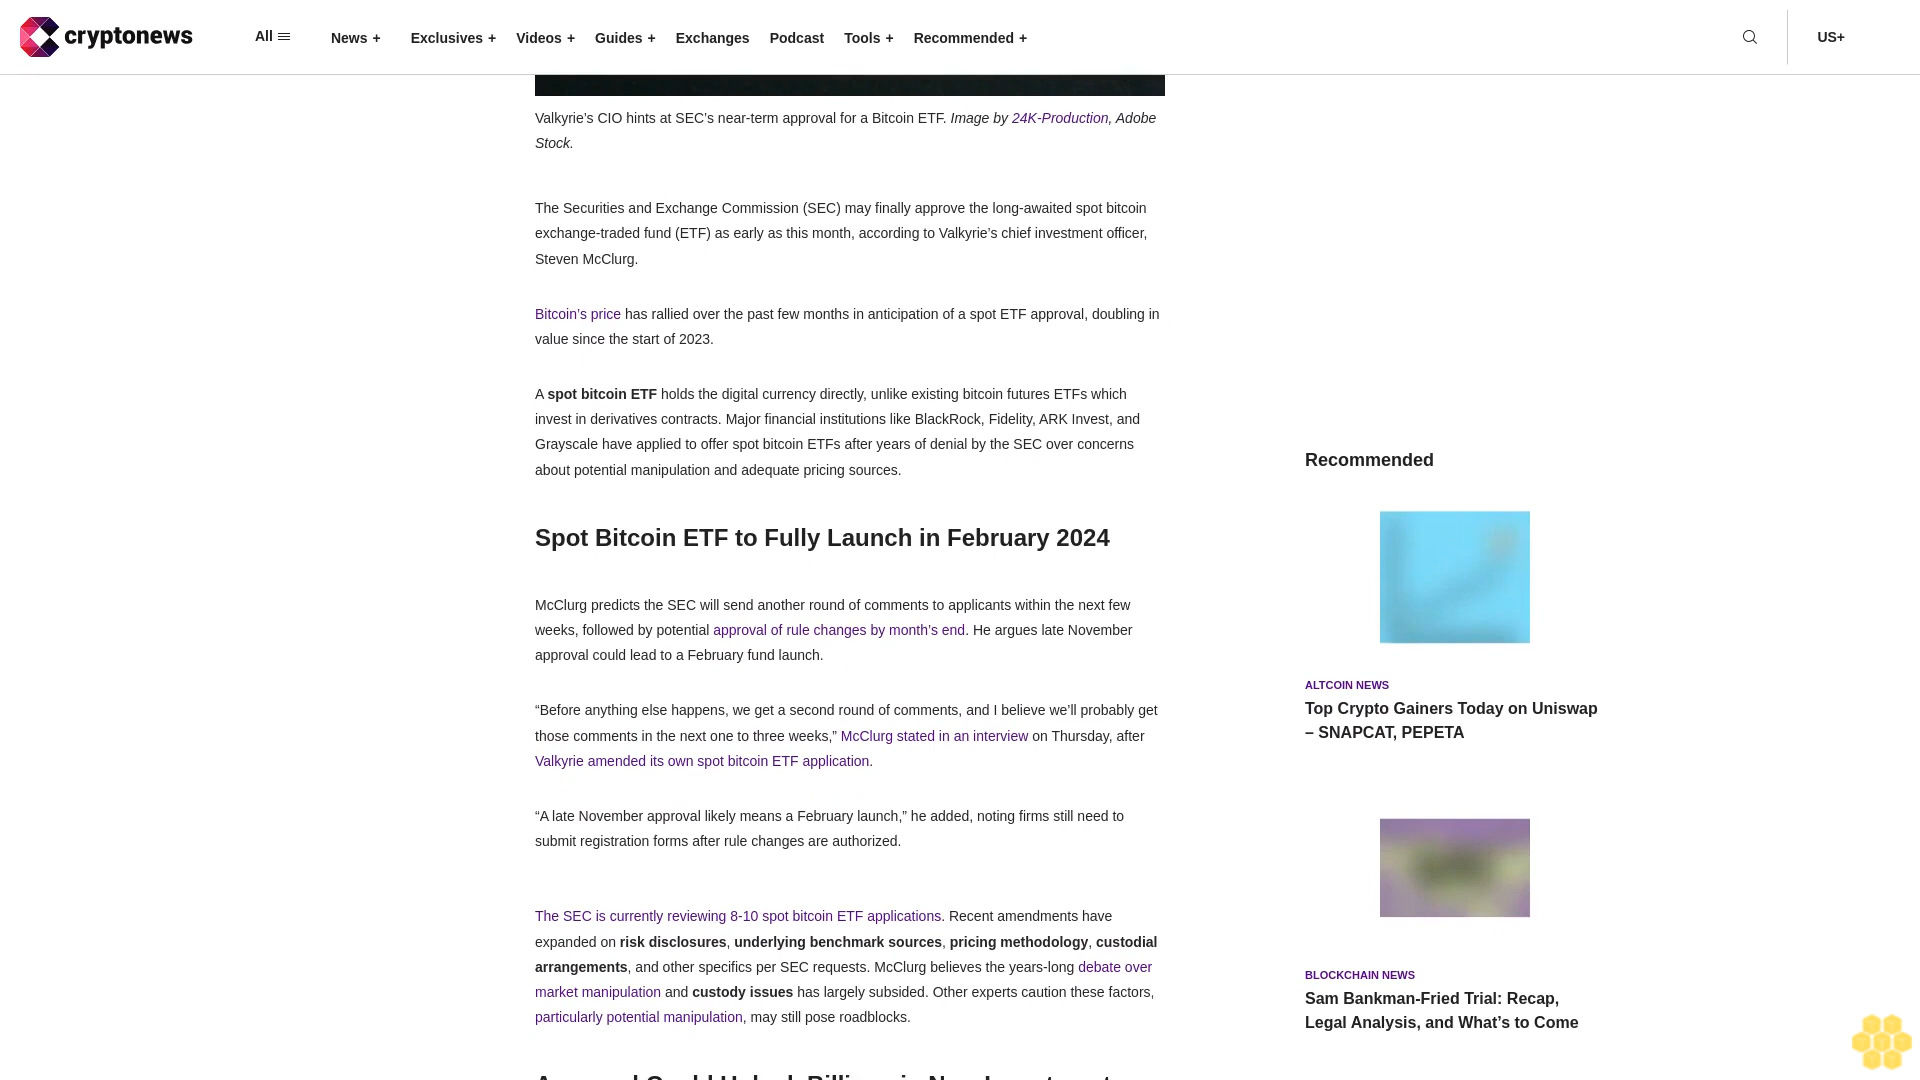 cryptonews
All
News +
Exclusives +
Videos +
Guides +
Exchanges
Podcast
Tools +
Recommended +
US+
Valkyrie’s CIO hints at SEC’s near-term approval for a Bitcoin ETF. Image by 24K-Production, Adobe
Stock.
The Securities and Exchange Commission (SEC) may finally approve the long-awaited spot bitcoin
exchange-traded fund (ETF) as early as this month, according to Valkyrie’s chief investment officer,
Steven McClurg.
Bitcoin’s price has rallied over the past few months in anticipation of a spot ETF approval, doubling in
value since the start of 2023.
A spot bitcoin ETF holds the digital currency directly, unlike existing bitcoin futures ETFs which
invest in derivatives contracts. Major financial institutions like BlackRock, Fidelity, ARK Invest, and
Grayscale have applied to offer spot bitcoin ETFs after years of denial by the SEC over concerns
about potential manipulation and adequate pricing sources.
Spot Bitcoin ETF to Fully Launch in February 2024
McClurg predicts the SEC will send another round of comments to applicants within the next few
weeks, followed by potential approval of rule changes by month’s end. He argues late November
approval could lead to a February fund launch.
“Before anything else happens, we get a second round of comments, and I believe we’ll probably get
those comments in the next one to three weeks,” McClurg stated in an interview on Thursday, after
Valkyrie amended its own spot bitcoin ETF application.
“A late November approval likely means a February launch,” he added, noting firms still need to
submit registration forms after rule changes are authorized.
The SEC is currently reviewing 8-10 spot bitcoin ETF applications. Recent amendments have
expanded on risk disclosures, underlying benchmark sources, pricing methodology, custodial
arrangements, and other specifics per SEC requests. McClurg believes the years-long debate over
market manipulation and custody issues has largely subsided. Other experts caution these factors,
particularly potential manipulation, may still pose roadblocks.
Recommended
ALTCOIN NEWS
Top Crypto Gainers Today on Uniswap
– SNAPCAT, PEPETA
BLOCKCHAIN NEWS
Sam Bankman-Fried Trial: Recap,
Legal Analysis, and What’s to Come